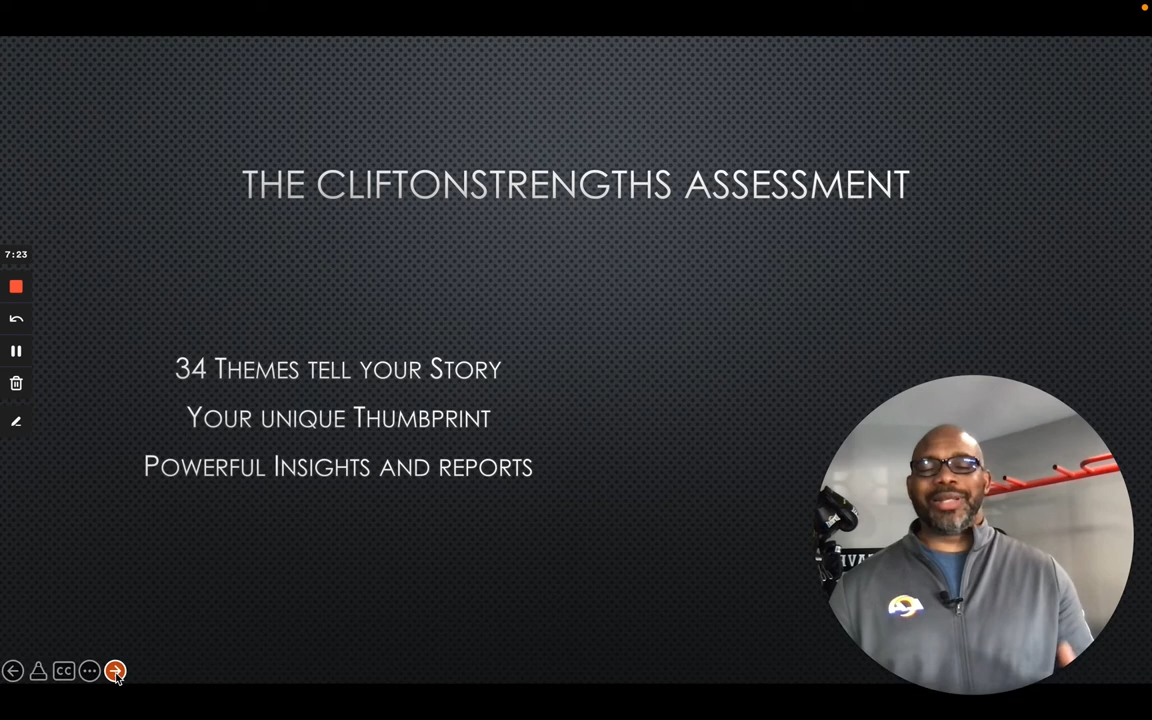 THE CLIFTONSTRENGTHS ASSESSMENT
7:23
34 THEMES TELL YOUR STORY
YOUR UNIQUE THUMBPRINT
POWERFUL INSIGHTS AND REPORTS
CC